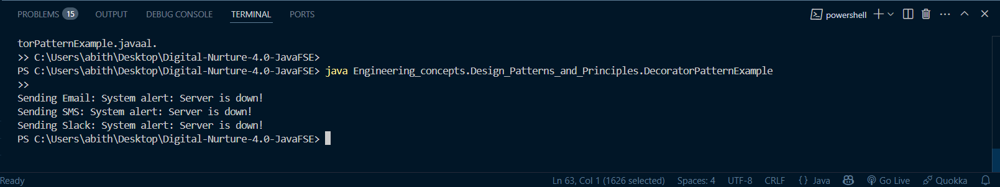 PROBLEMS 15 OUTPUT DEBUG CONSOLE TERMINAL PORTS powershell
torPatternExample.javaal.
>> C:\Users\abith\Desktop\Digital-Nurture-4.0-JavaFSE>
PS C:\Users\abith\Desktop\Digital-Nurture-4.0-JavaFSE> java Engineering_concepts.Design_Patterns_and_Principles.DecoratorPatternExample
>>
Sending Email: System alert: Server is down!
Sending SMS: System alert: Server is down!
Sending Slack: System alert: Server is down!
PS C:\Users\abith\Desktop\Digital-Nurture-4.0-JavaFSE>
Ready Ln 63, Col 1 (1626 selected) Spaces: 4 UTF-8 CRLF {} Java Go Live Quokka